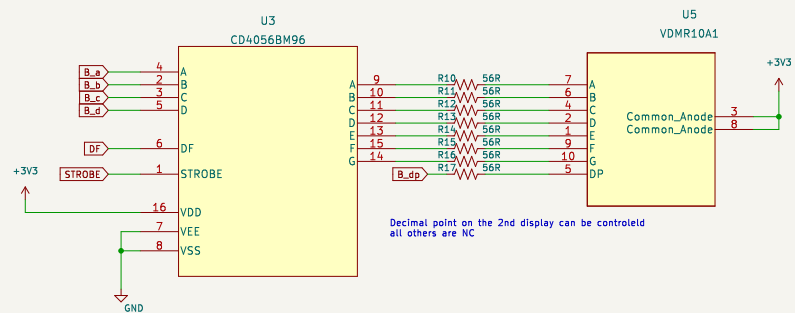 U3
CD4056BM96
U5
VDMR10A1
+3V3
B_a 4 A
B_b 2 B
B_c 3 C
B_d 5 D
DF 6 DF
STROBE 1 STROBE
+3V3
16 VDD
7 VEE
8 VSS
GND
A 9 R10 56R 7 A
B 10 R11 56R 6 B
C 11 R12 56R 4 C
D 12 R13 56R 2 D
E 13 R14 56R 1 E
F 15 R15 56R 9 F
G 14 R16 56R 10 G
B_dp R17 56R 5 DP
Common_Anode 3
Common_Anode 8
Decimal point on the 2nd display can be controleld
all others are NC